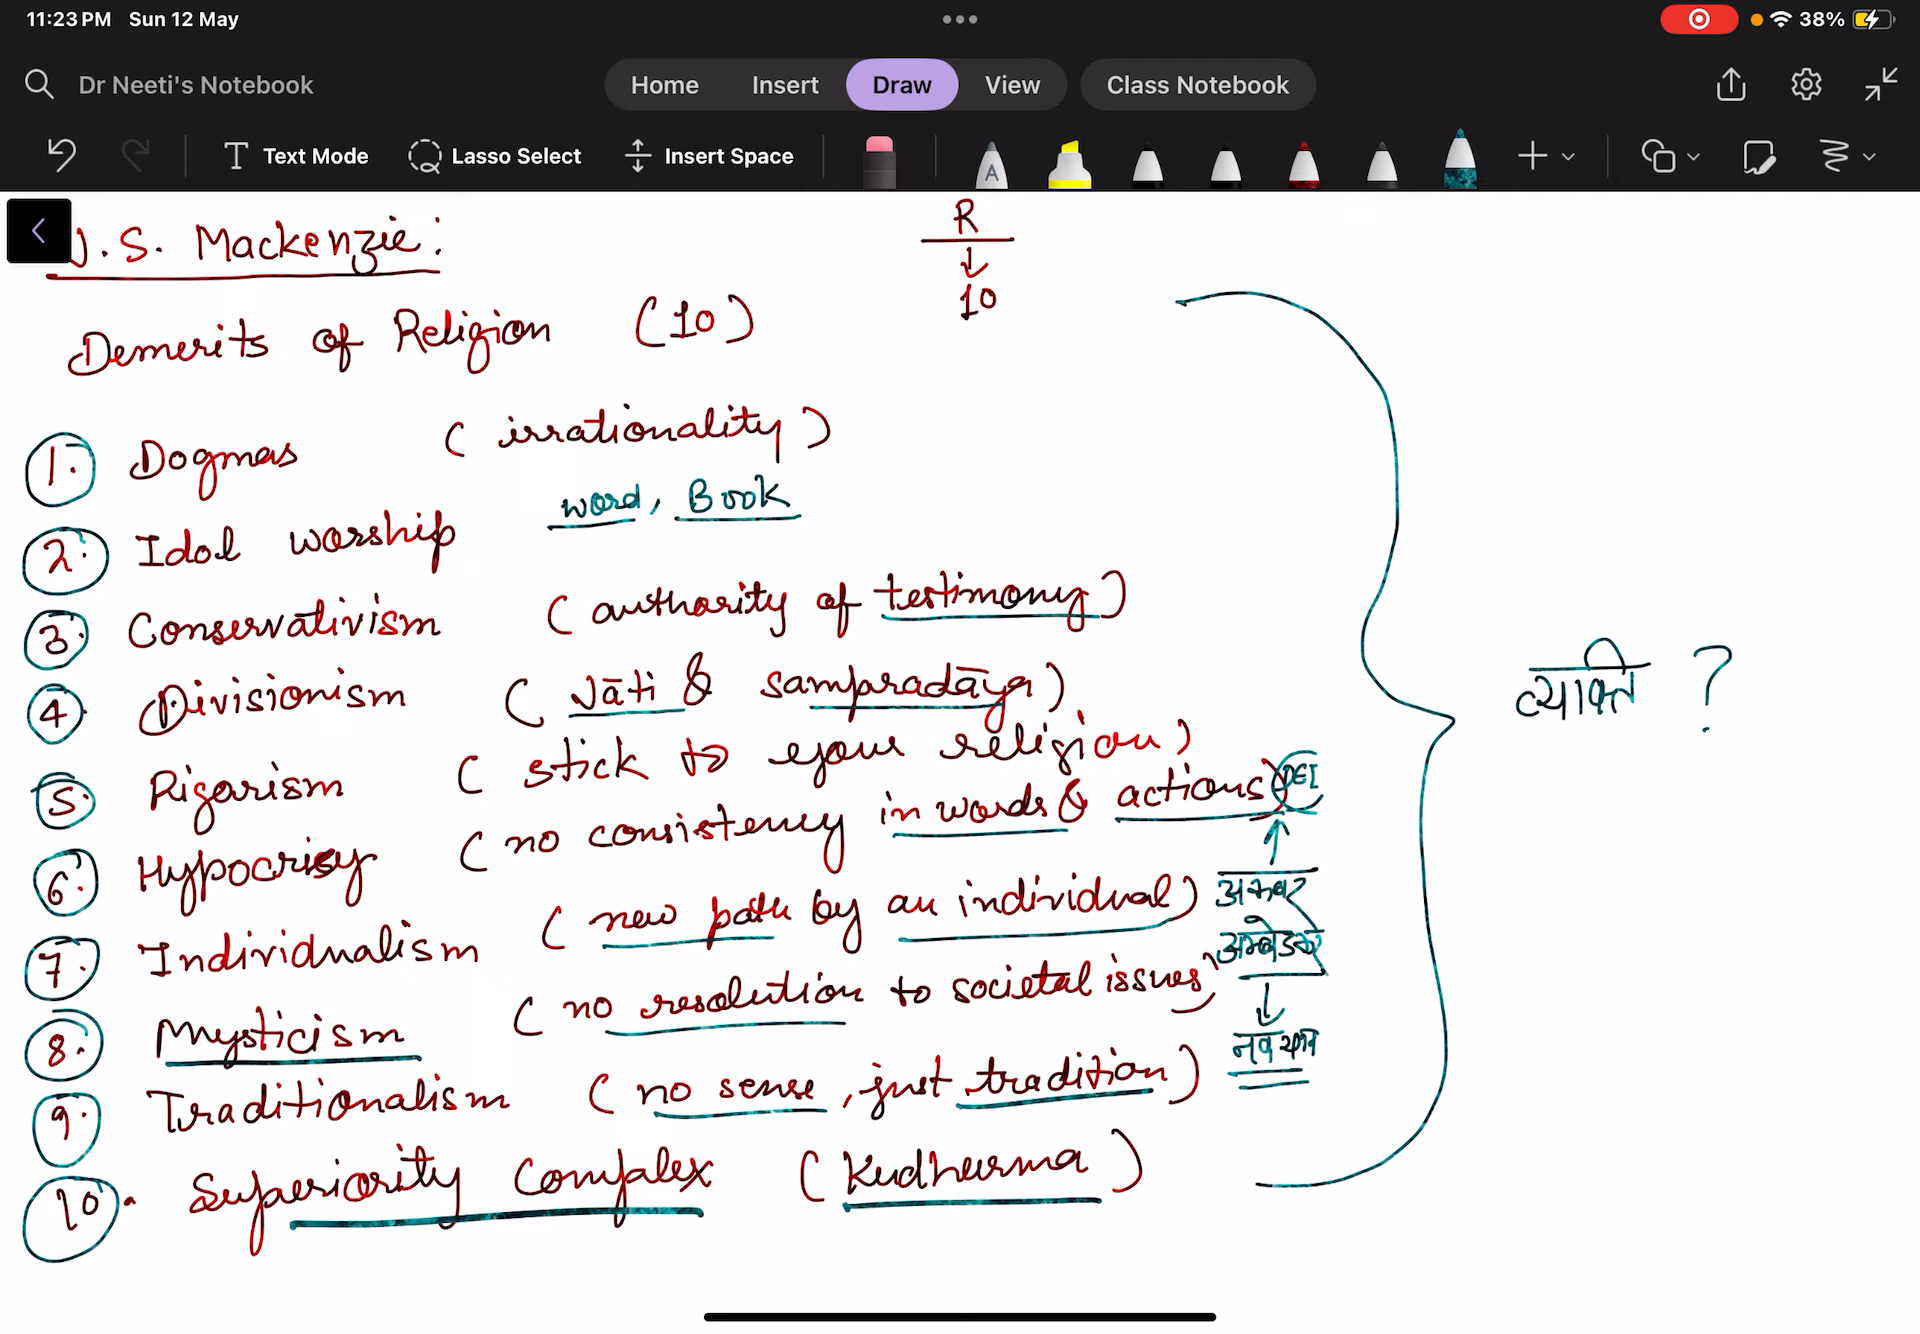 11:23 PM Sun 12 May
38%
Dr Neeti's Notebook
Home Insert Draw View Class Notebook
Text Mode Lasso Select Insert Space
A
J. S. Mackenzie:
R
↓
10
Demerits of Religion (10)
1. Dogmas (irrationality)
word, Book
2. Idol worship
3. Conservativism (authority of testimony)
4. Divisionism (Jāti & sampradāya)
5. Rigorism (stick to your religion)
6. Hypocrisy (no consistency in words & actions) DEI
7. Individualism (new path by an individual)
अकबर
8. Mysticism (no resolution to societal issues)
अम्बेडकर
↓
नवयान
9. Traditionalism (no sense, just tradition)
10. Superiority Complex (Kudharma)
व्यक्ति ?